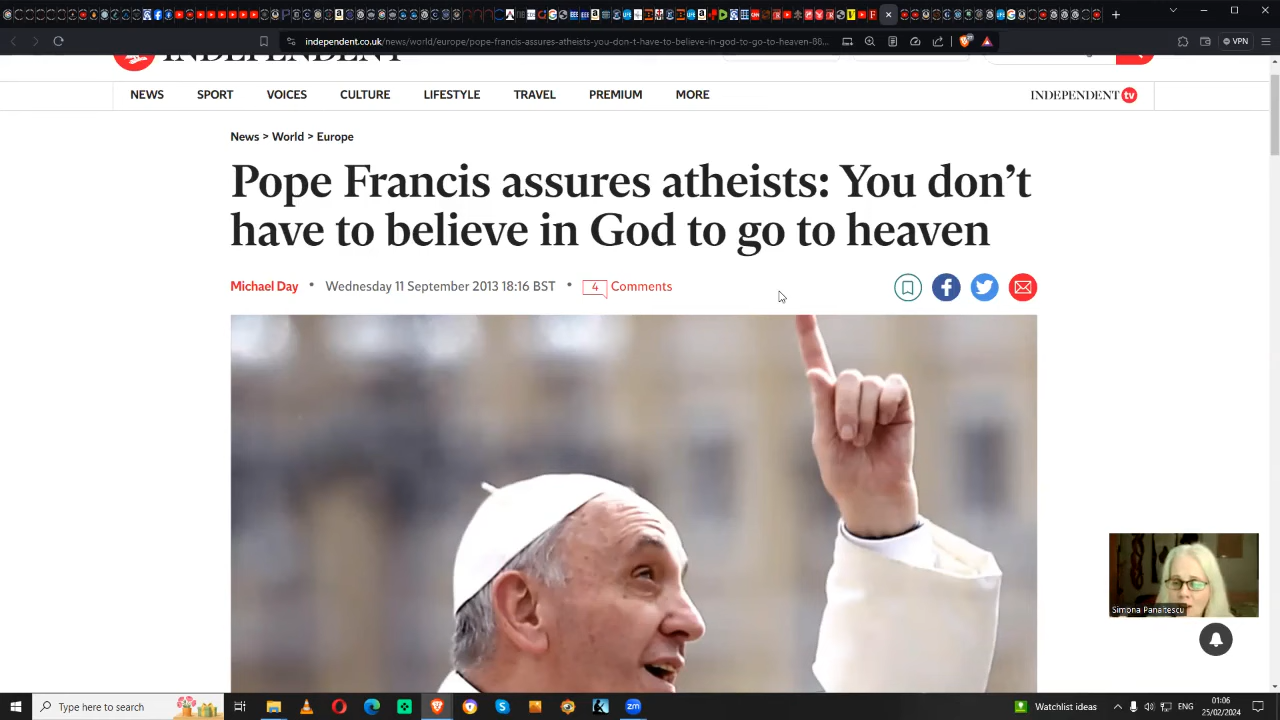 independent.co.uk/news/world/europe/pope-francis-assures-atheists-you-don-t-have-to-believe-in-god-to-go-to-heaven-88...
VPN
INDEPENDENT
NEWS SPORT VOICES CULTURE LIFESTYLE TRAVEL PREMIUM MORE INDEPENDENT tv
News > World > Europe
Pope Francis assures atheists: You don’t
have to believe in God to go to heaven
Michael Day • Wednesday 11 September 2013 18:16 BST • 4 Comments
Simona Panaitescu
Type here to search
Watchlist ideas
ENG
01:06
25/02/2024